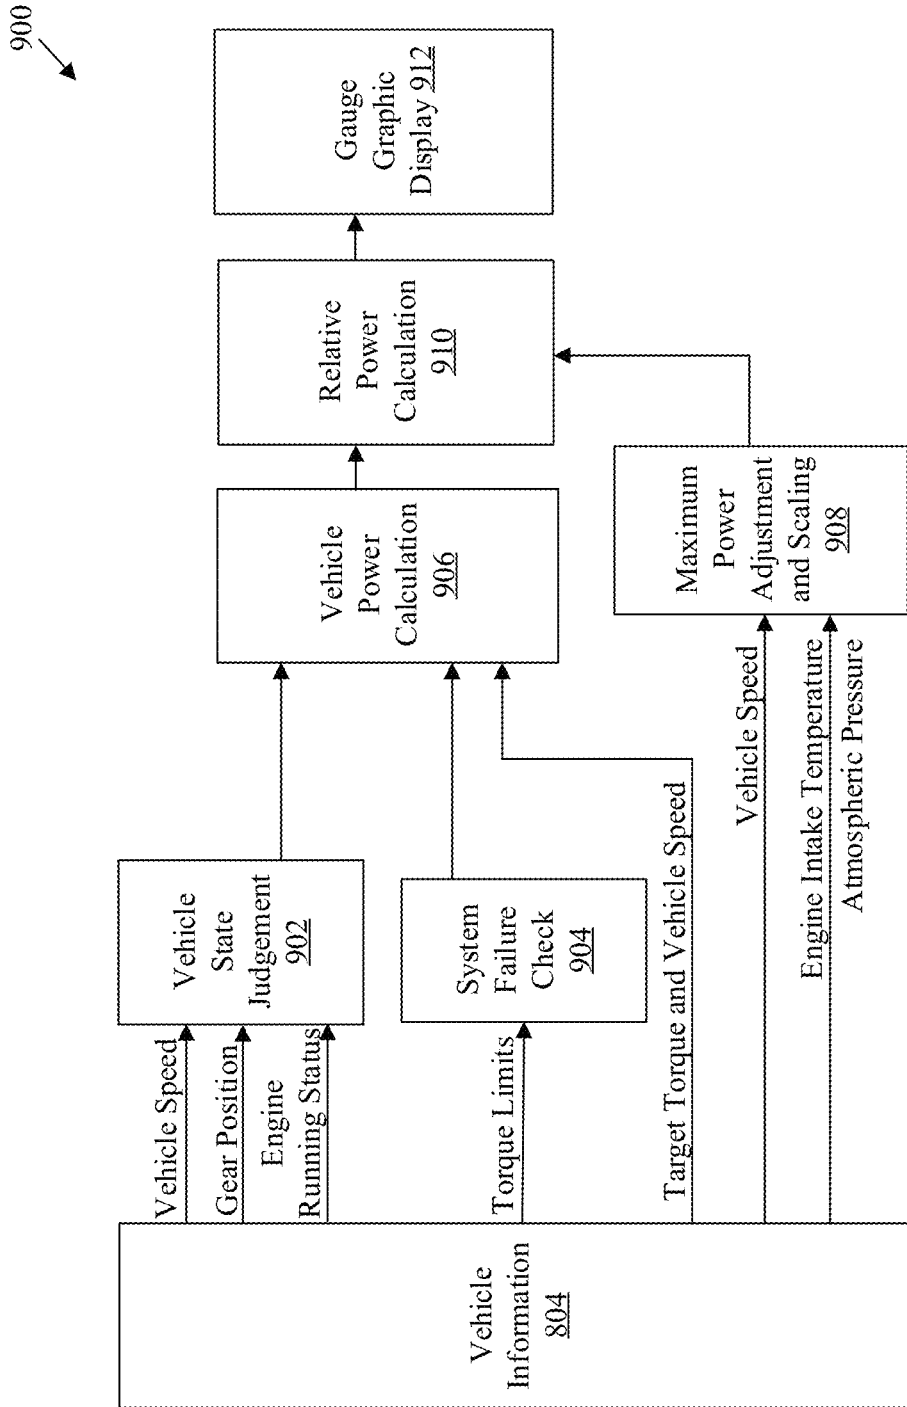 900
Vehicle
Information
804
Vehicle Speed
Gear Position
Engine
Running Status
Torque Limits
Target Torque and Vehicle Speed
Vehicle Speed
Engine Intake Temperature
Atmospheric Pressure
Vehicle
State
Judgement
902
System
Failure
Check
904
Vehicle
Power
Calculation
906
Maximum
Power
Adjustment
and Scaling
908
Relative
Power
Calculation
910
Gauge
Graphic
Display 912